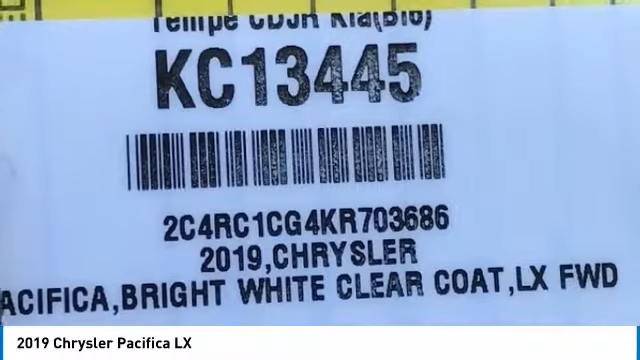 Tempe CDJR Kia(B16)
KC13445
2C4RC1CG4KR703686
2019,CHRYSLER
ACIFICA,BRIGHT WHITE CLEAR COAT,LX FWD
2019 Chrysler Pacifica LX